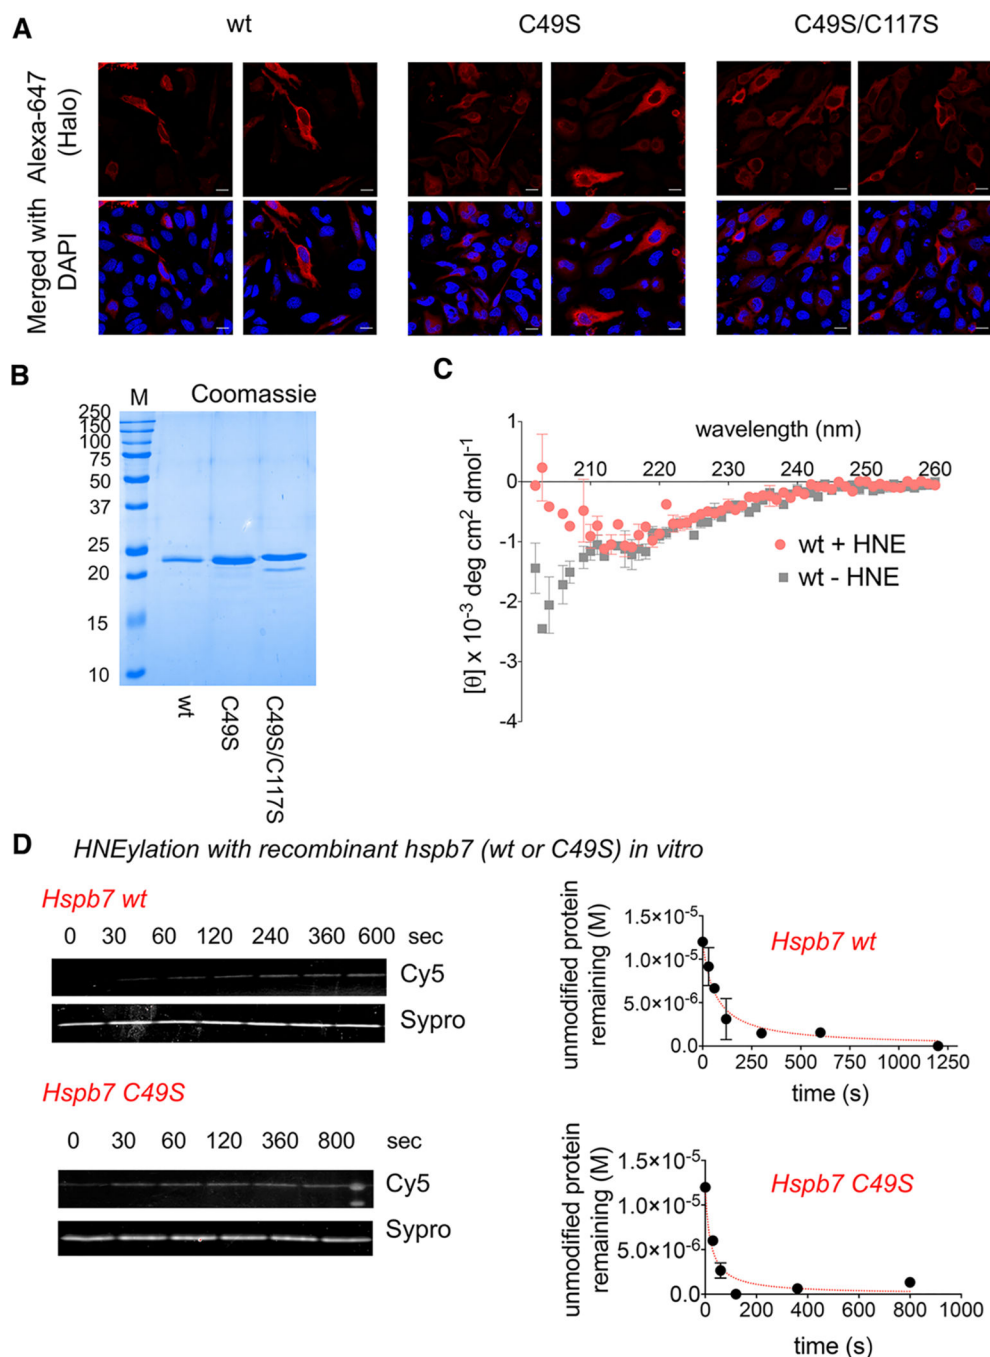 A
wt
C49S
C49S/C117S
Alexa-647
(Halo)
Merged with
DAPI
B
M
Coomassie
250
150
100
75
50
37
25
20
15
10
wt
C49S
C49S/C117S
C
wavelength (nm)
210 220 230 240 250 260
1
0
-1
-2
-3
-4
[θ] x 10-3 deg cm2 dmol-1
wt + HNE
wt - HNE
D
HNEylation with recombinant hspb7 (wt or C49S) in vitro
Hspb7 wt
0 30 60 120 240 360 600 sec
Cy5
Sypro
Hspb7 C49S
0 30 60 120 360 800 sec
Cy5
Sypro
unmodified protein
remaining (M)
1.5×10-5
1.0×10-5
5.0×10-6
0.0
Hspb7 wt
0 250 500 750 1000 1250
time (s)
unmodified protein
remaining (M)
1.5×10-5
1.0×10-5
5.0×10-6
0.0
Hspb7 C49S
0 200 400 600 800 1000
time (s)